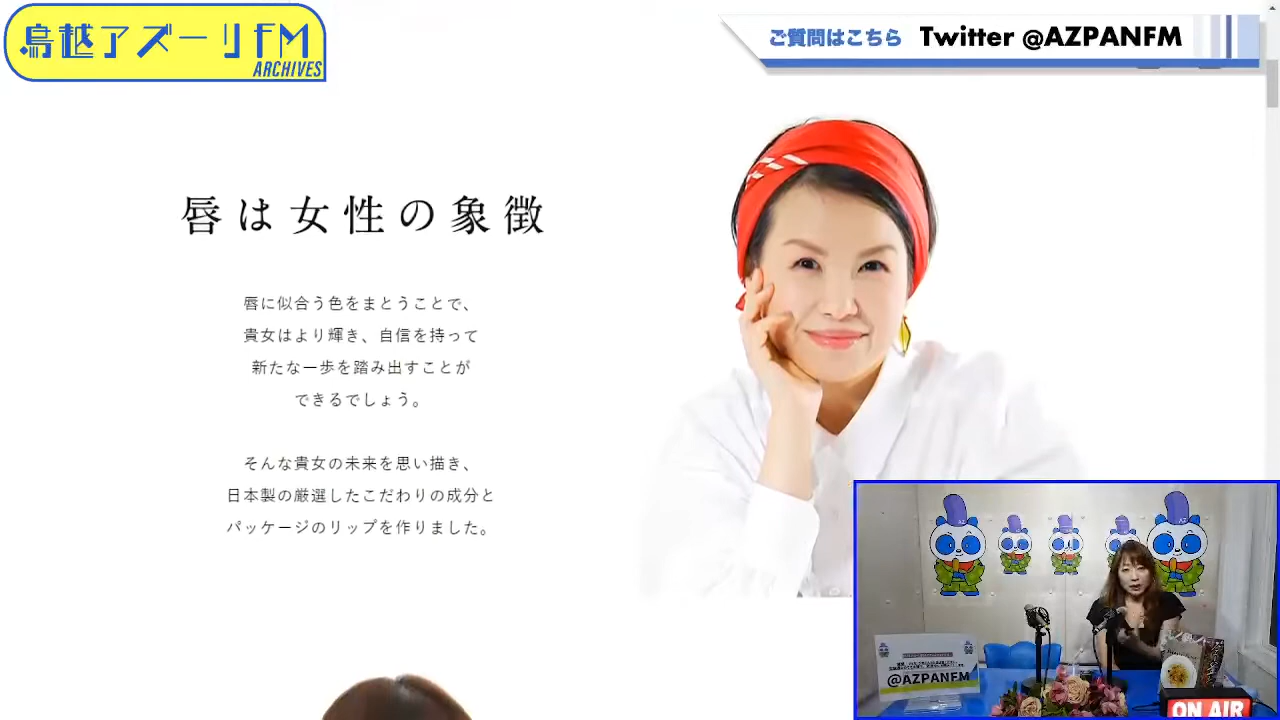 鳥越アズーリFM
ARCHIVES
ご質問はこちら Twitter @AZPANFM
唇は女性の象徴
唇に似合う色をまとうことで、
貴女はより輝き、自信を持って
新たな一歩を踏み出すことが
できるでしょう。
そんな貴女の未来を思い描き、
日本製の厳選したこだわりの成分と
パッケージのリップを作りました。
@AZPANFM
ON AIR